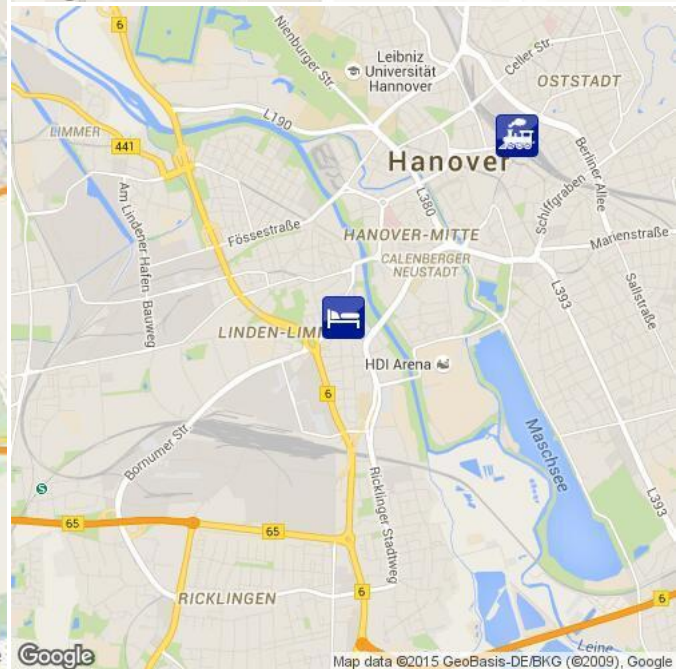 6
Nienburger Str.
Celler Str.
Leibniz
Universität
Hannover
OSTSTADT
L190
LIMMER
441
Hanover
Berliner Allee
Am Lindener Hafen
Bauweg
L380
Schiffgraben
Fössestraße
HANOVER-MITTE
Marienstraße
CALENBERGER
NEUSTADT
Sallstraße
L393
LINDEN-LIMM
HDI Arena
6
Maschsee
Bornumer Str.
Ricklinger Stadtweg
S
L393
65
65
RICKLINGEN
6
6
Leine
Google
Map data ©2015 GeoBasis-DE/BKG (©2009), Google